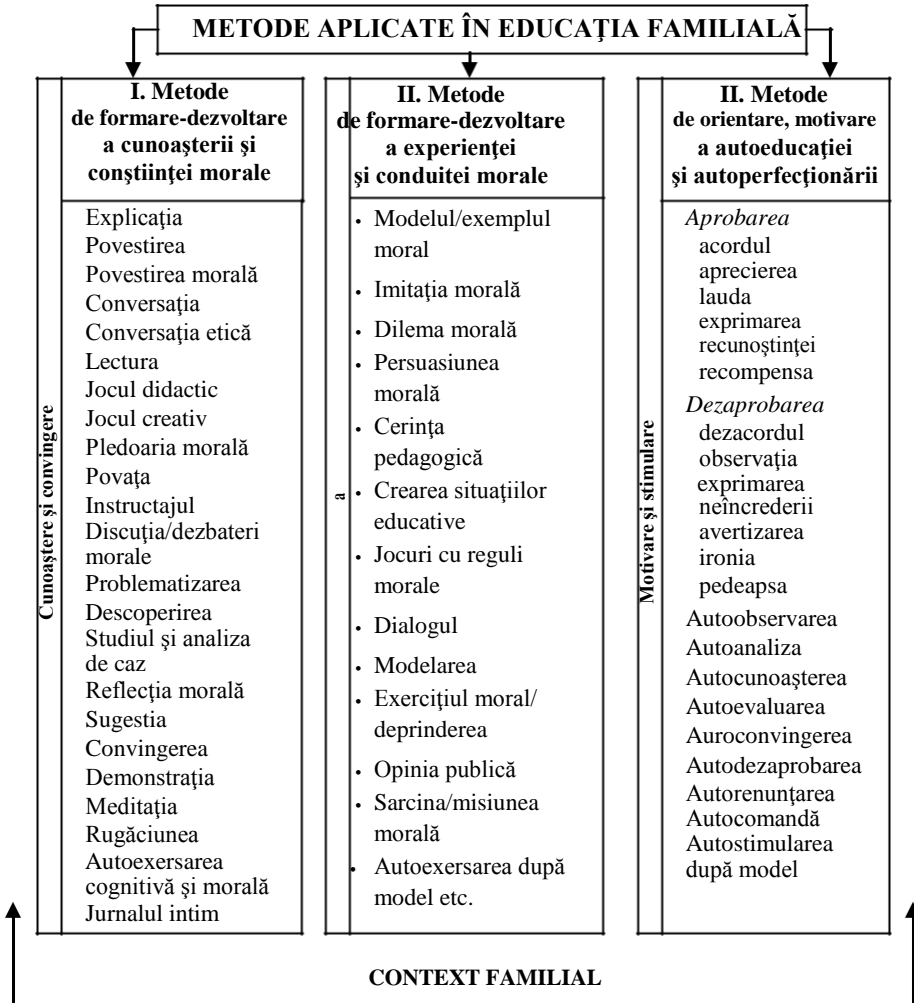 METODE APLICATE ÎN EDUCAŢIA FAMILIALĂ
I. Metode
de formare-dezvoltare
a cunoaşterii şi
conştiinţei morale
Cunoaştere şi convingere
Explicaţia
Povestirea
Povestirea morală
Conversaţia
Conversaţia etică
Lectura
Jocul didactic
Jocul creativ
Pledoaria morală
Povaţa
Instructajul
Discuţia/dezbateri
morale
Problematizarea
Descoperirea
Studiul şi analiza
de caz
Reflecţia morală
Sugestia
Convingerea
Demonstraţia
Meditaţia
Rugăciunea
Autoexersarea
cognitivă şi morală
Jurnalul intim
II. Metode
de formare-dezvoltare
a experienţei
şi conduitei morale
a
• Modelul/exemplul
moral
• Imitaţia morală
• Dilema morală
• Persuasiunea
morală
• Cerinţa
pedagogică
• Crearea situaţiilor
educative
• Jocuri cu reguli
morale
• Dialogul
• Modelarea
• Exerciţiul moral/
deprinderea
• Opinia publică
• Sarcina/misiunea
morală
• Autoexersarea după
model etc.
II. Metode
de orientare, motivare
a autoeducaţiei
şi autoperfecţionării
Motivare şi stimulare
Aprobarea
acordul
aprecierea
lauda
exprimarea
recunoştinţei
recompensa
Dezaprobarea
dezacordul
observaţia
exprimarea
neîncrederii
avertizarea
ironia
pedeapsa
Autoobservarea
Autoanaliza
Autocunoaşterea
Autoevaluarea
Auroconvingerea
Autodezaprobarea
Autorenunţarea
Autocomandă
Autostimularea
după model
CONTEXT FAMILIAL